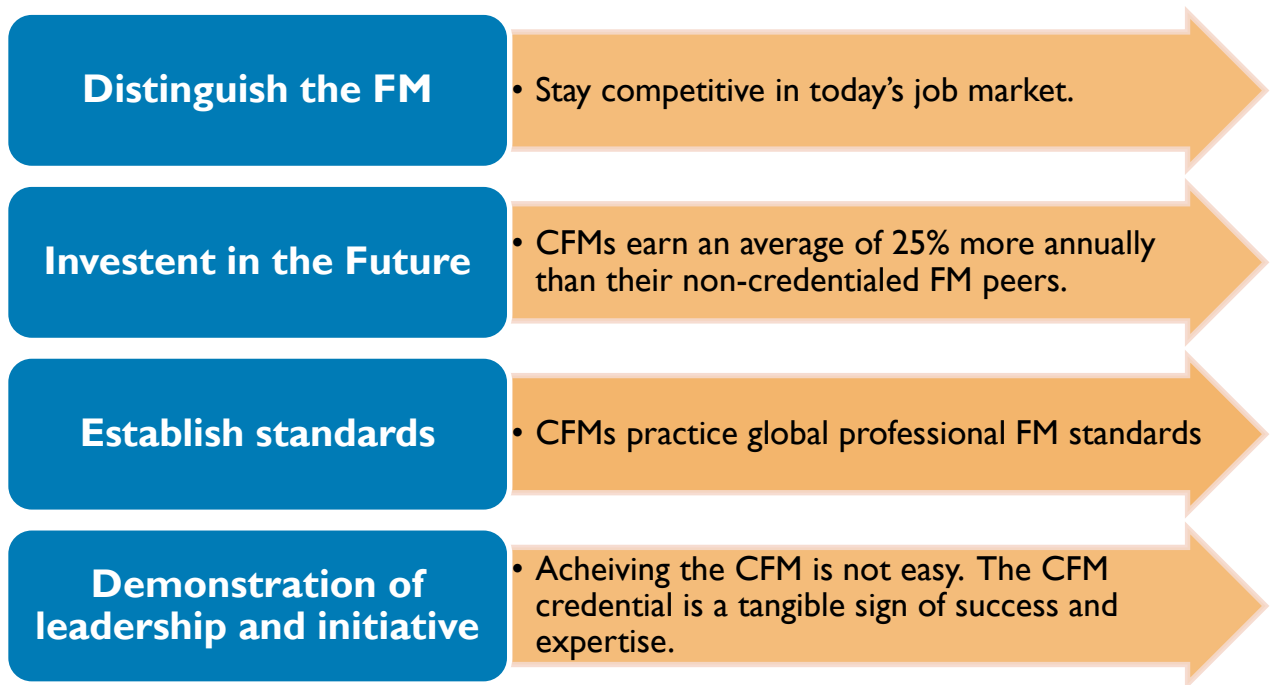 Distinguish the FM
• Stay competitive in today’s job market.
Investent in the Future
• CFMs earn an average of 25% more annually
than their non-credentialed FM peers.
Establish standards
• CFMs practice global professional FM standards
Demonstration of
leadership and initiative
• Acheiving the CFM is not easy. The CFM
credential is a tangible sign of success and
expertise.